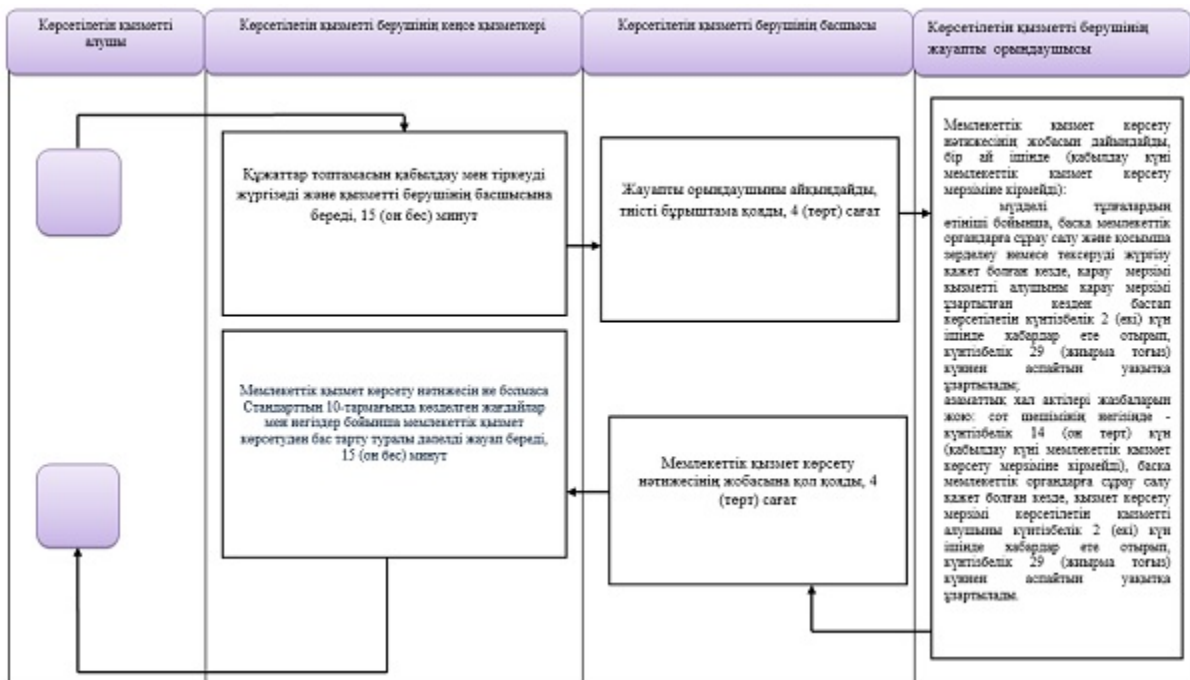 Көрсетілетін қызметті
алушы
Көрсетілетін қызметті берушінің кеңсе қызметкері
Көрсетілетін қызметті берушінің басшысы
Көрсетілетін қызметті берушінің
жауапты орындаушысы
Құжаттар топтамасын қабылдау мен тіркеуді
жүргізеді және қызметті берушінің басшысына
береді, 15 (он бес) минут
Жауапты орындаушыны айқындайды,
тиісті бұрыштама қояды, 4 (төрт) сағат
Мемлекеттік қызмет көрсету
нәтижесінің жобасын дайындайды,
бір ай ішінде (қабылдау күні
мемлекеттік қызмет көрсету
мерзіміне кірмейді):
мүдделі тұлғалардың
өтініші бойынша, басқа мемлекеттік
органдарға сұрау салу және қосымша
зерделеу немесе тексеруді жүргізу
қажет болған кезде, қарау мерзімі
қызметті алушыны қарау мерзімі
ұзартылған кезден бастап
көрсетілетін күнтізбелік 2 (екі) күн
ішінде хабардар ете отырып,
күнтізбелік 29 (жиырма тоғыз)
күннен аспайтын уақытқа
ұзартылады;
азаматтық хал актілері жазбаларын
жою: сот шешімінің негізінде -
күнтізбелік 14 (он төрт) күн
(қабылдау күні мемлекеттік қызмет
көрсету мерзіміне кірмейді), басқа
мемлекеттік органдарға сұрау салу
қажет болған кезде, қызмет көрсету
мерзімі көрсетілетін қызметті
алушыны күнтізбелік 2 (екі) күн
ішінде хабардар ете отырып,
күнтізбелік 29 (жиырма тоғыз)
күннен аспайтын уақытқа
ұзартылады.
Мемлекеттік қызмет көрсету нәтижесін не болмаса
Стандарттың 10-тармағында көзделген жағдайлар
мен негіздер бойынша мемлекеттік қызмет
көрсетуден бас тарту туралы дәлелді жауап береді,
15 (он бес) минут
Мемлекеттік қызмет көрсету
нәтижесінің жобасына қол қояды, 4
(төрт) сағат